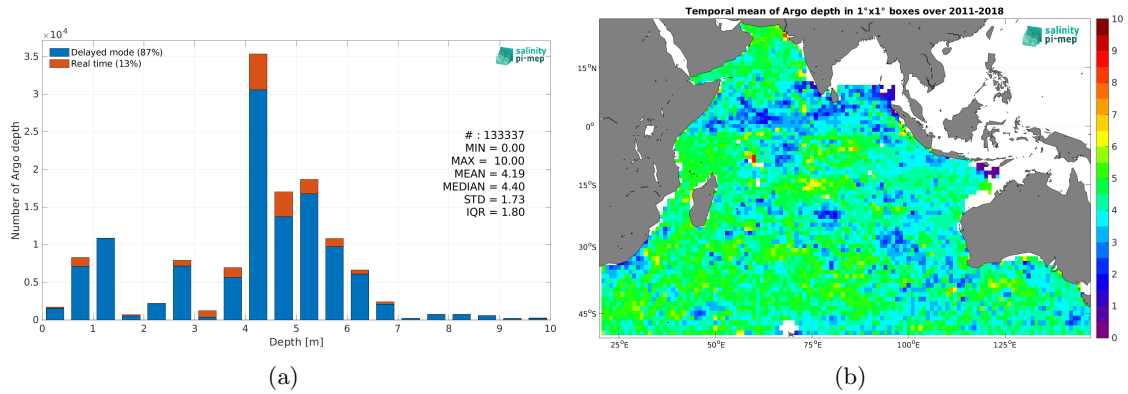 ×10⁴
Delayed mode (87%)
Real time (13%)
salinity
pi-mep
# : 133337
MIN = 0.00
MAX = 10.00
MEAN = 4.19
MEDIAN = 4.40
STD = 1.73
IQR = 1.80
3.5
3
2.5
2
1.5
1
0.5
0
Number of Argo depth
0 1 2 3 4 5 6 7 8 9 10
Depth [m]
(a)
Temporal mean of Argo depth in 1°x1° boxes over 2011-2018
salinity
pi-mep
15°N
0°
15°S
30°S
45°S
25°E 50°E 75°E 100°E 125°E
10
9
8
7
6
5
4
3
2
1
0
(b)